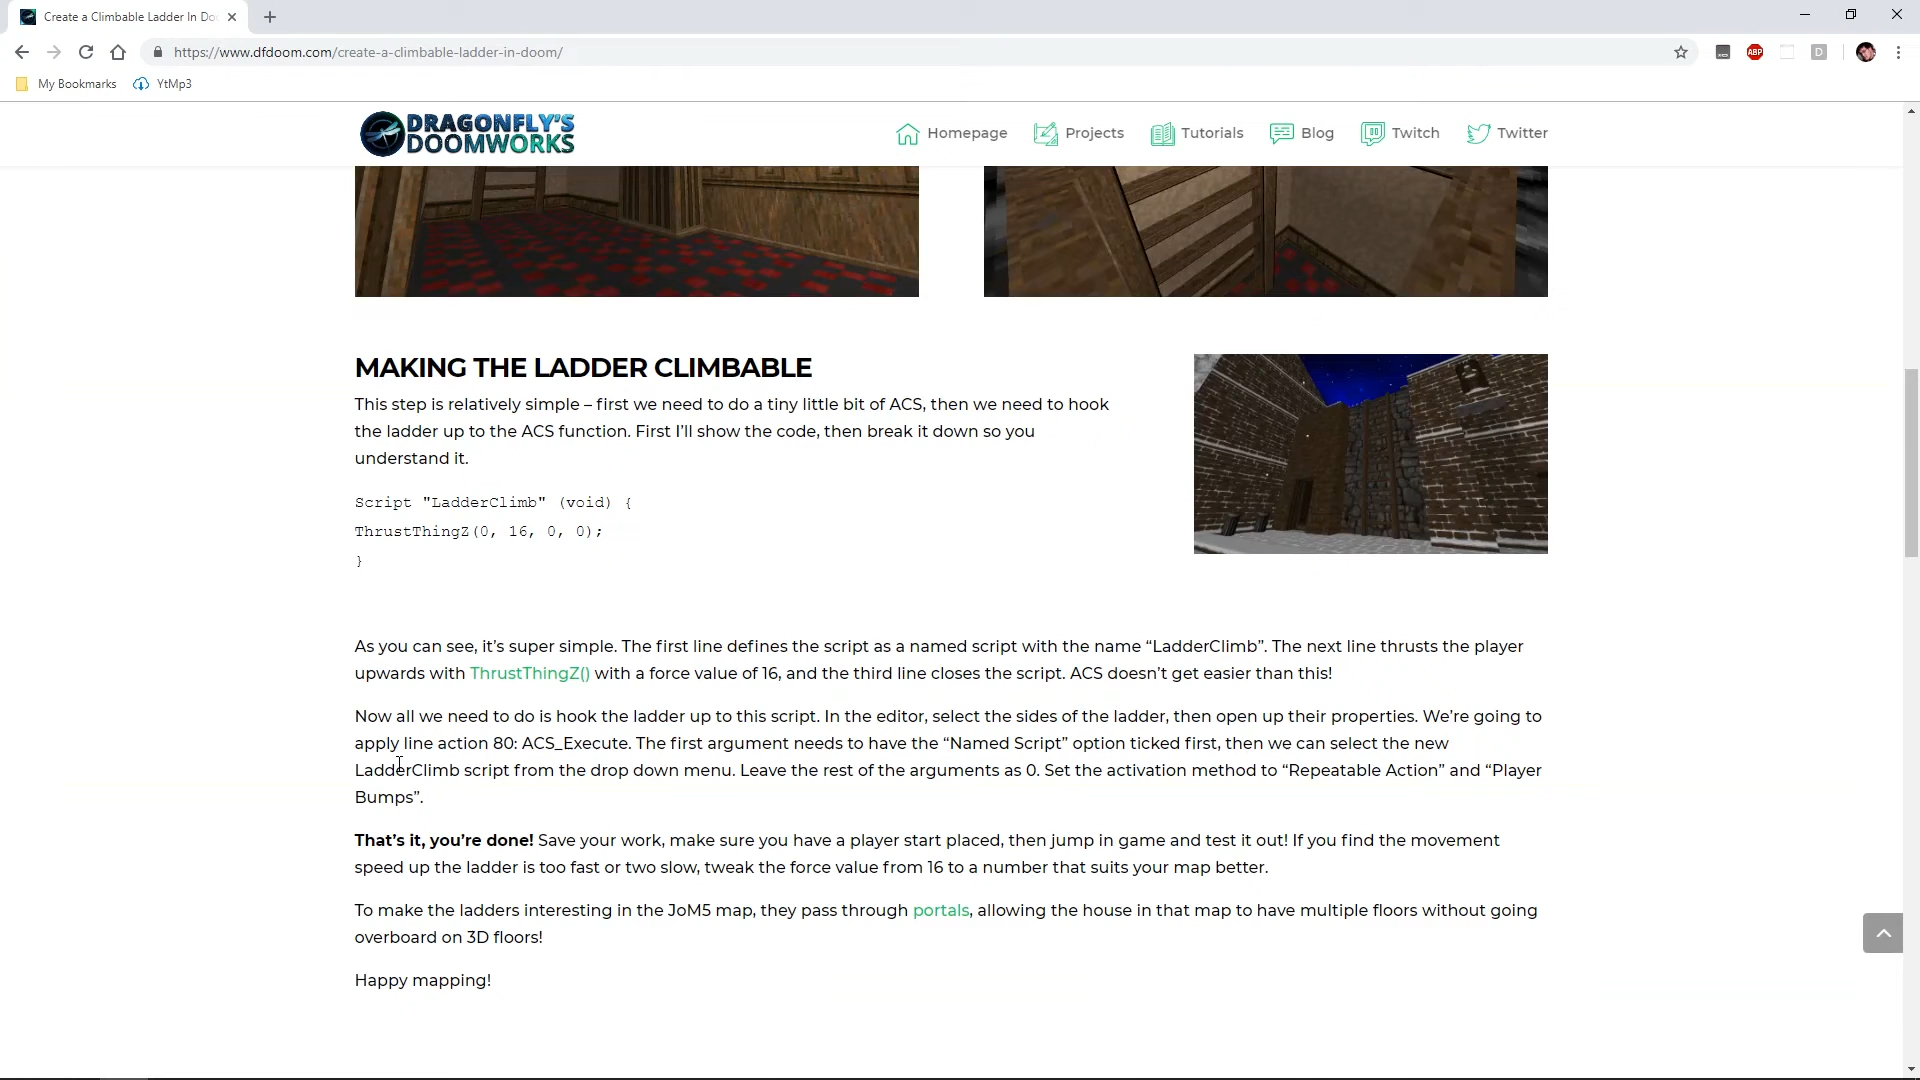 Create a Climbable Ladder In Do
https://www.dfdoom.com/create-a-climbable-ladder-in-doom/
ABP
D
My Bookmarks
YtMp3
DRAGONFLY'S
DOOMWORKS
Homepage
Projects
Tutorials
Blog
Twitch
Twitter
MAKING THE LADDER CLIMBABLE
This step is relatively simple – first we need to do a tiny little bit of ACS, then we need to hook
the ladder up to the ACS function. First I’ll show the code, then break it down so you
understand it.
Script "LadderClimb" (void) {
ThrustThingZ(0, 16, 0, 0);
}
As you can see, it’s super simple. The first line defines the script as a named script with the name “LadderClimb”. The next line thrusts the player
upwards with ThrustThingZ() with a force value of 16, and the third line closes the script. ACS doesn’t get easier than this!
Now all we need to do is hook the ladder up to this script. In the editor, select the sides of the ladder, then open up their properties. We’re going to
apply line action 80: ACS_Execute. The first argument needs to have the “Named Script” option ticked first, then we can select the new
LadderClimb script from the drop down menu. Leave the rest of the arguments as 0. Set the activation method to “Repeatable Action” and “Player
Bumps”.
That’s it, you’re done! Save your work, make sure you have a player start placed, then jump in game and test it out! If you find the movement
speed up the ladder is too fast or two slow, tweak the force value from 16 to a number that suits your map better.
To make the ladders interesting in the JoM5 map, they pass through portals, allowing the house in that map to have multiple floors without going
overboard on 3D floors!
Happy mapping!